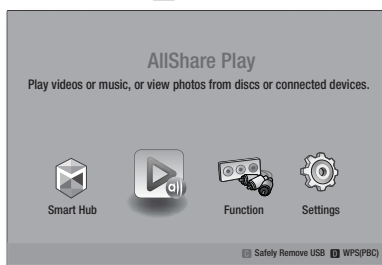 AllShare Play
Play videos or music, or view photos from discs or connected devices.
Smart Hub
Function
Settings
C Safely Remove USB D WPS(PBC)